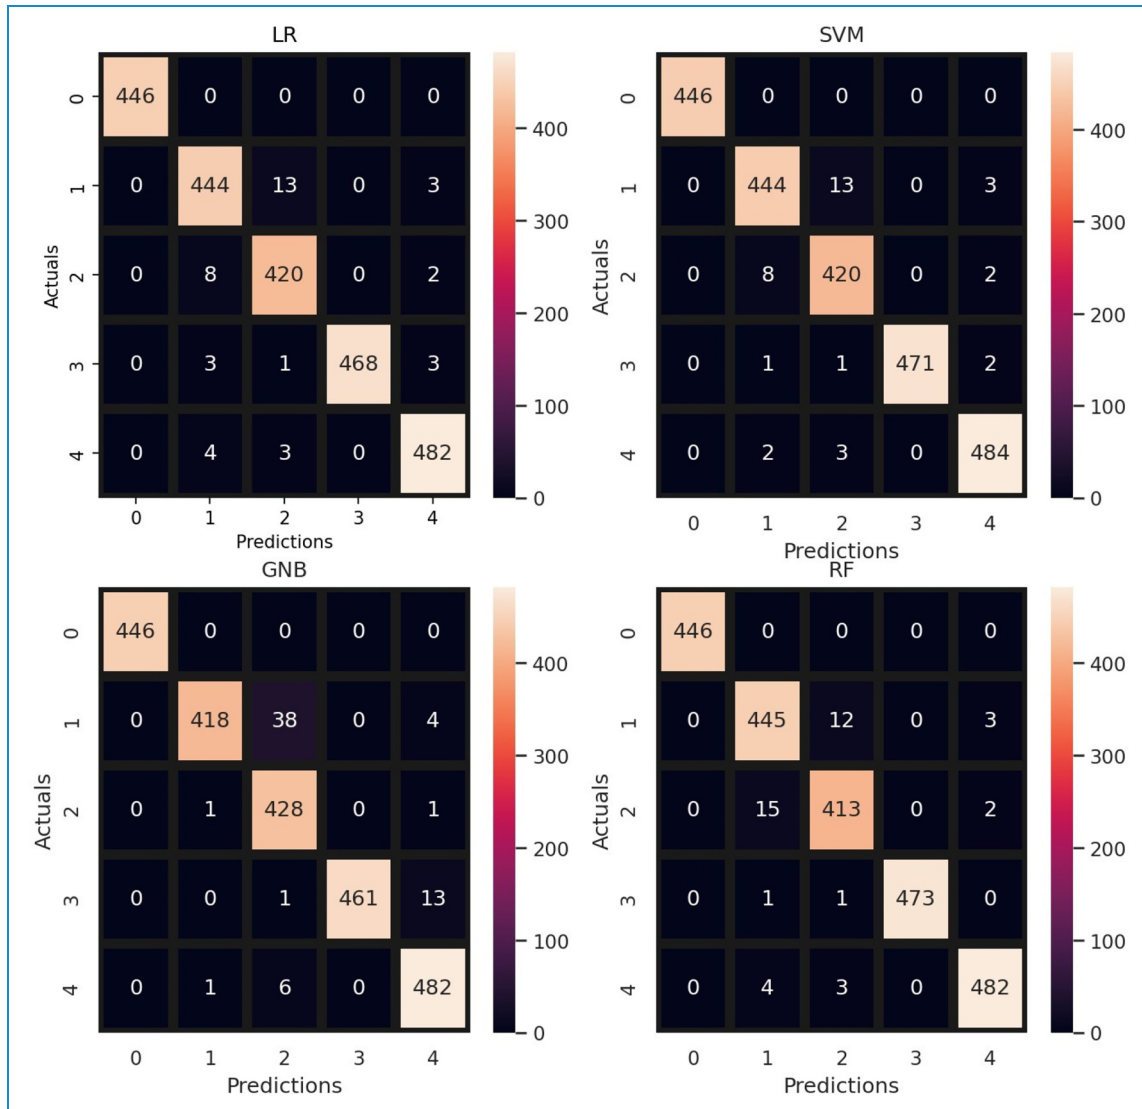 LR
0 446 0 0 0 0
1 0 444 13 0 3
2 0 8 420 0 2
3 0 3 1 468 3
4 0 4 3 0 482
0 1 2 3 4
Predictions
Actuals
400
300
200
100
0
SVM
0 446 0 0 0 0
1 0 444 13 0 3
2 0 8 420 0 2
3 0 1 1 471 2
4 0 2 3 0 484
0 1 2 3 4
Predictions
Actuals
400
300
200
100
0
GNB
0 446 0 0 0 0
1 0 418 38 0 4
2 0 1 428 0 1
3 0 0 1 461 13
4 0 1 6 0 482
0 1 2 3 4
Predictions
Actuals
400
300
200
100
0
RF
0 446 0 0 0 0
1 0 445 12 0 3
2 0 15 413 0 2
3 0 1 1 473 0
4 0 4 3 0 482
0 1 2 3 4
Predictions
Actuals
400
300
200
100
0